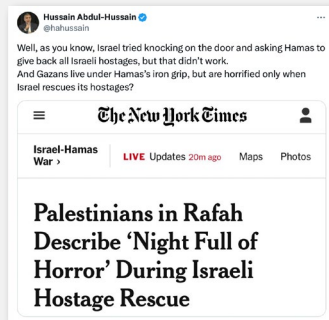 Hussain Abdul-Hussain
@hahussain
Well, as you know, Israel tried knocking on the door and asking Hamas to
give back all Israeli hostages, but that didn't work.
And Gazans live under Hamas's iron grip, but are horrified only when
Israel rescues its hostages?
The New York Times
Israel-Hamas
War >
LIVE Updates 20m ago Maps Photos
Palestinians in Rafah
Describe ‘Night Full of
Horror’ During Israeli
Hostage Rescue